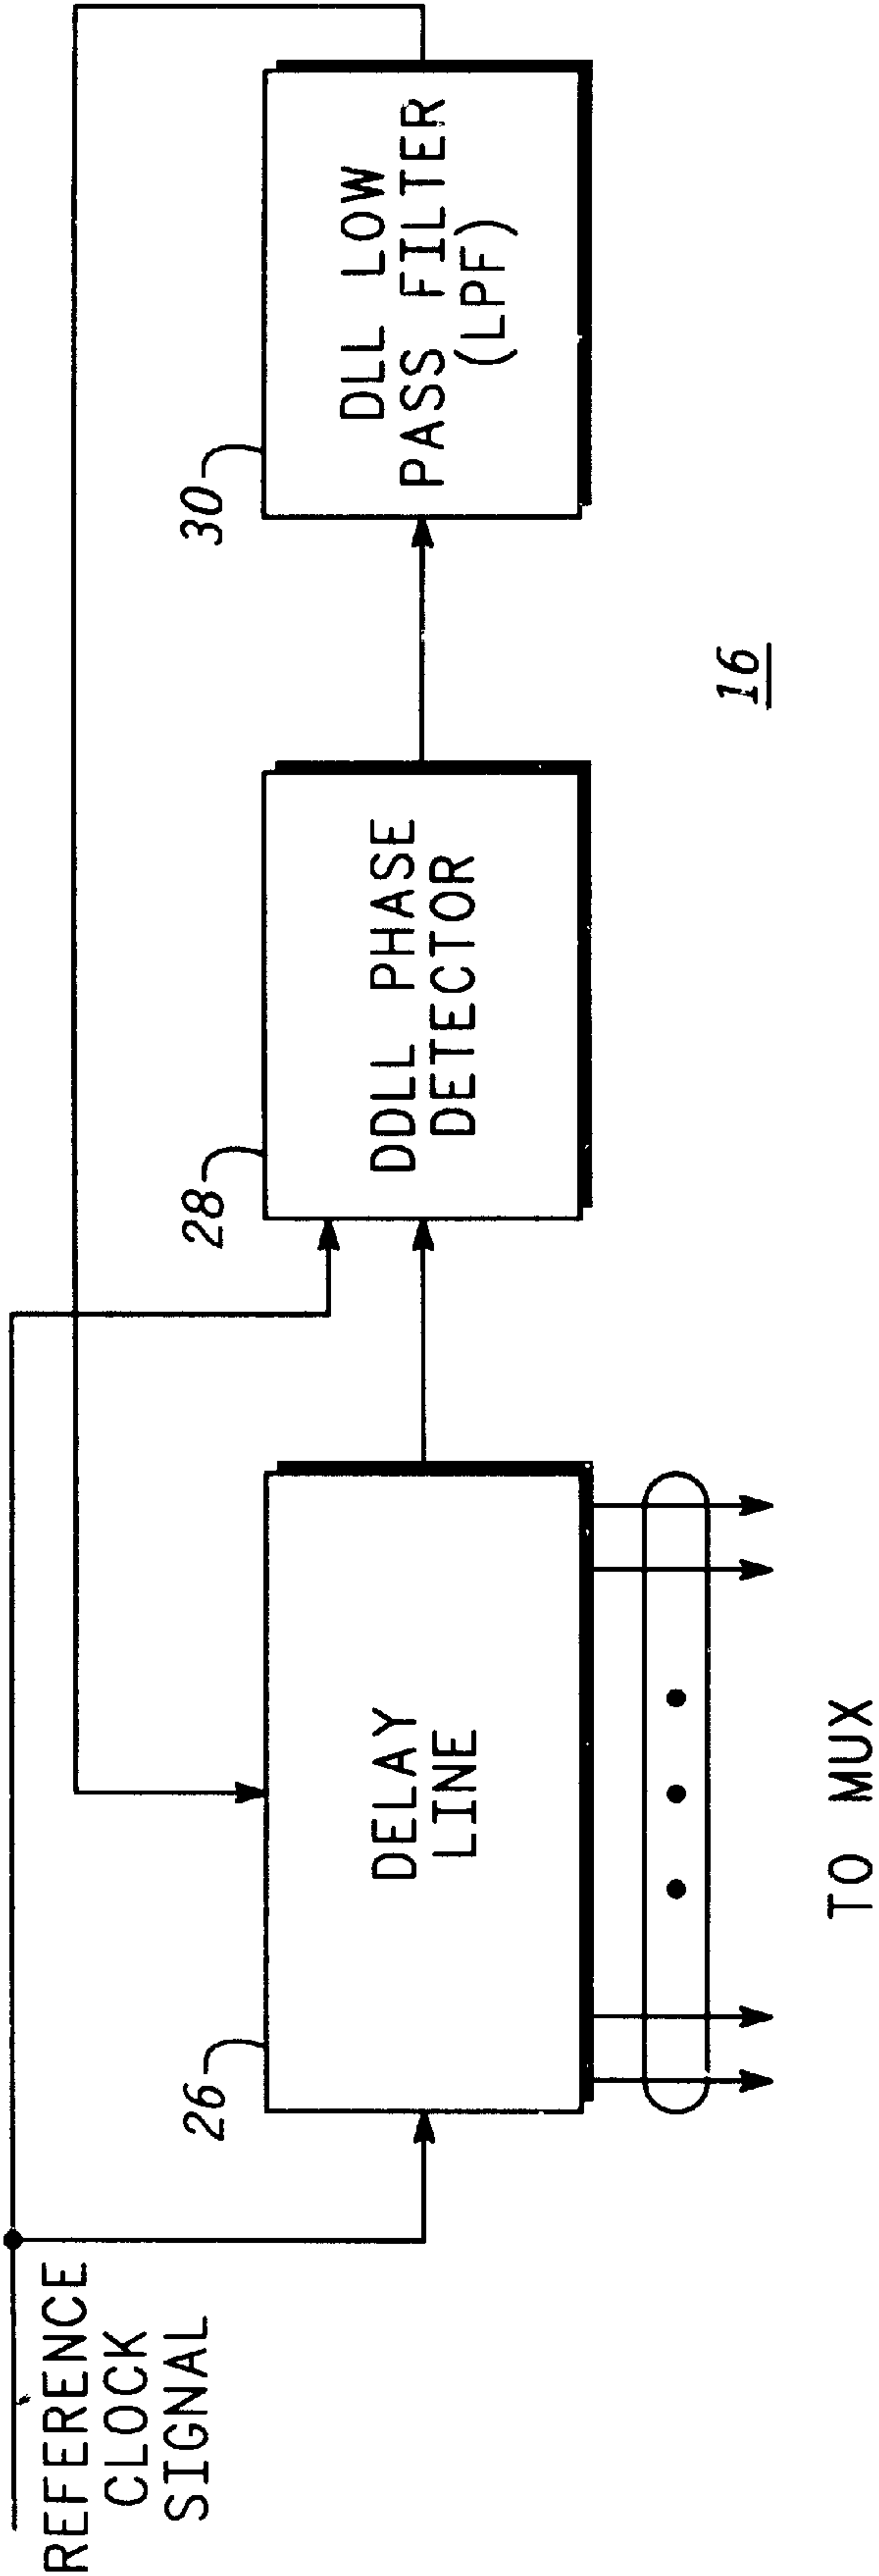 REFERENCE
CLOCK
SIGNAL
26
DELAY
LINE
TO MUX
28
DDLL PHASE
DETECTOR
16
30
DLL LOW
PASS FILTER
(LPF)